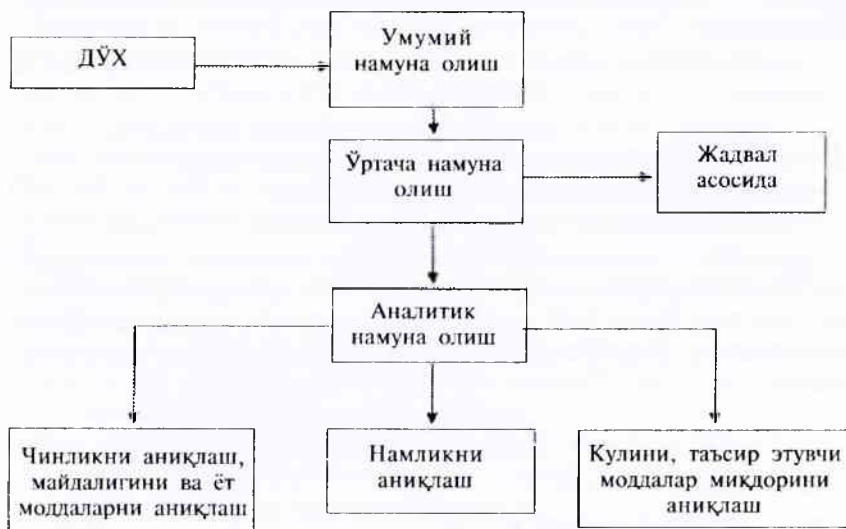 ДЎХ
Умумий
намуна олиш
Ўртача намуна
олиш
Жадвал
асосида
Аналитик
намуна олиш
Чинликни аниқлаш,
майдалигини ва ёт
моддаларни аниқлаш
Намликни
аниқлаш
Кулини, таъсир этувчи
моддалар миқдорини
аниқлаш